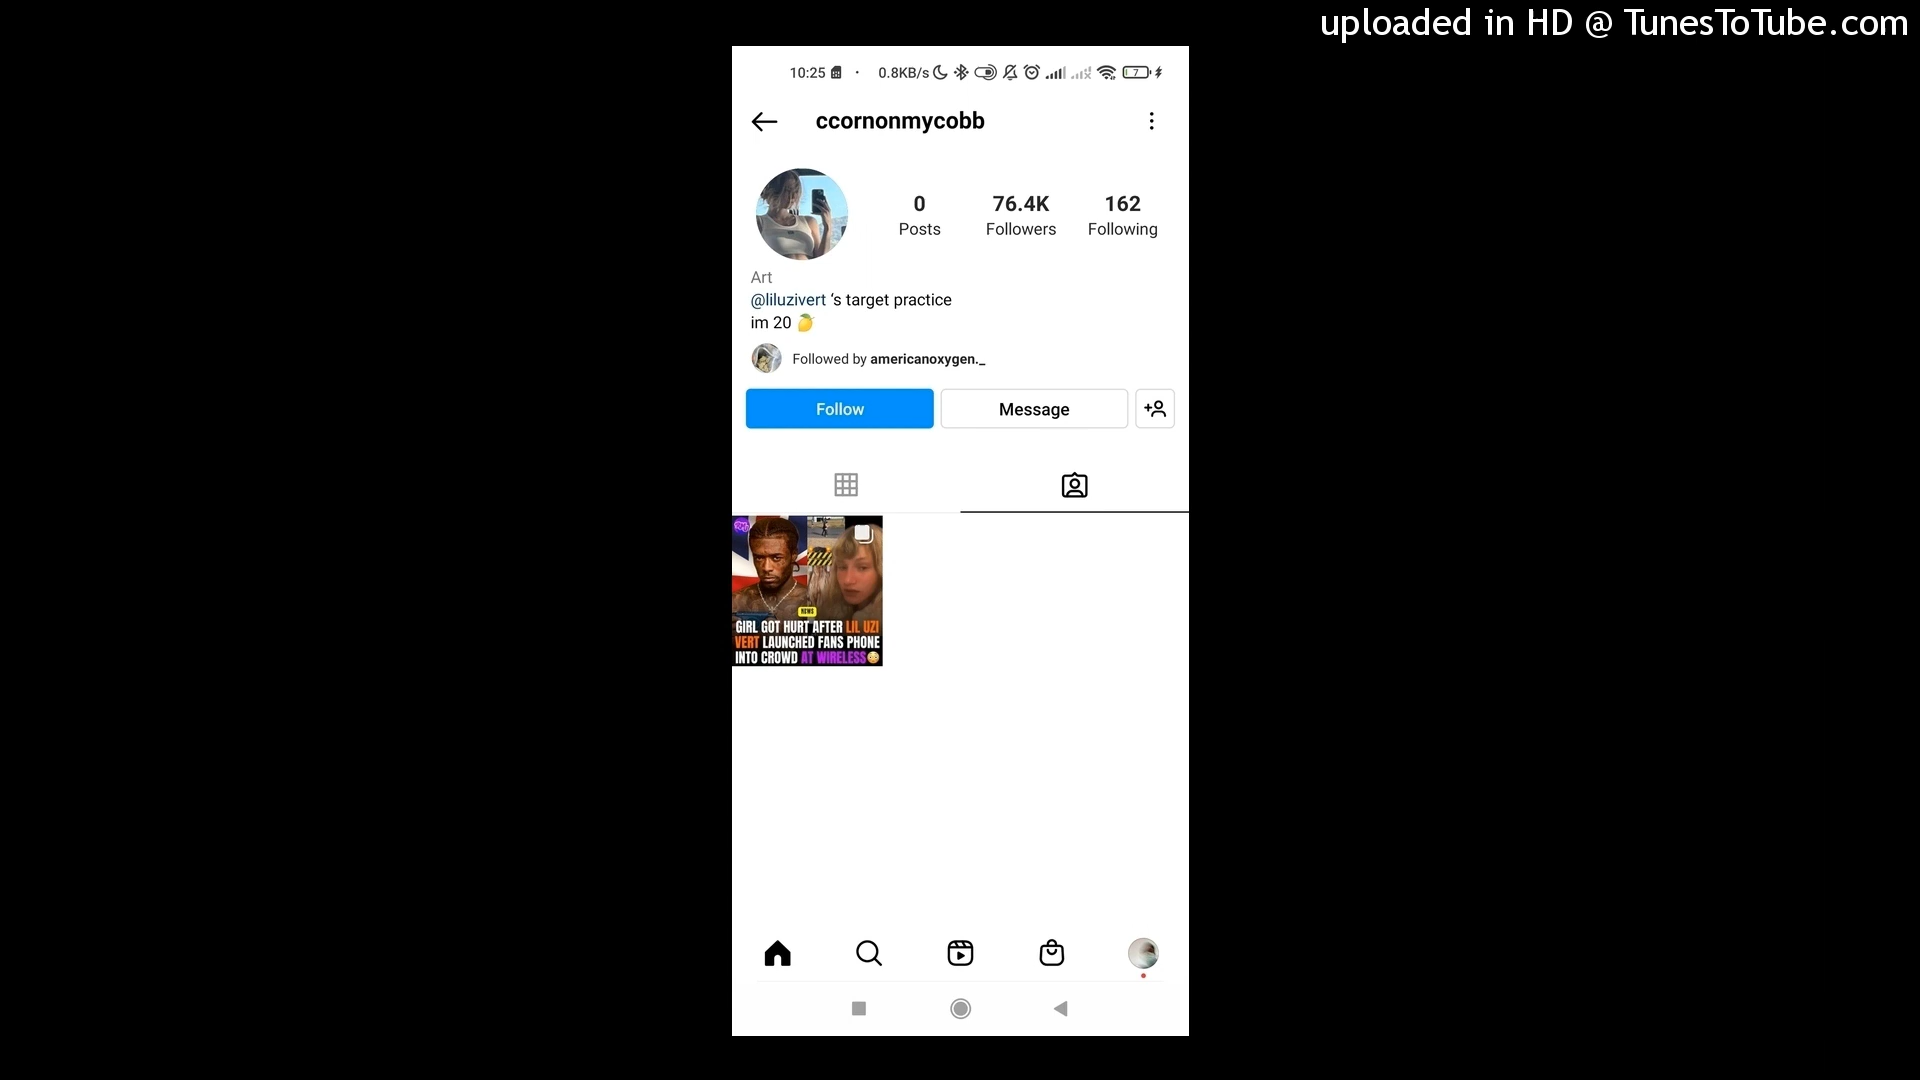 uploaded in HD @ TunesToTube.com
10:25 · 0.8KB/s 7
ccornonmycobb
0 76.4K 162
Posts Followers Following
Art
@liluzivert ‘s target practice
im 20 🍋
Followed by americanoxygen._
Follow Message
NEWS
GIRL GOT HURT AFTER LIL UZI
VERT LAUNCHED FANS PHONE
INTO CROWD AT WIRELESS😳